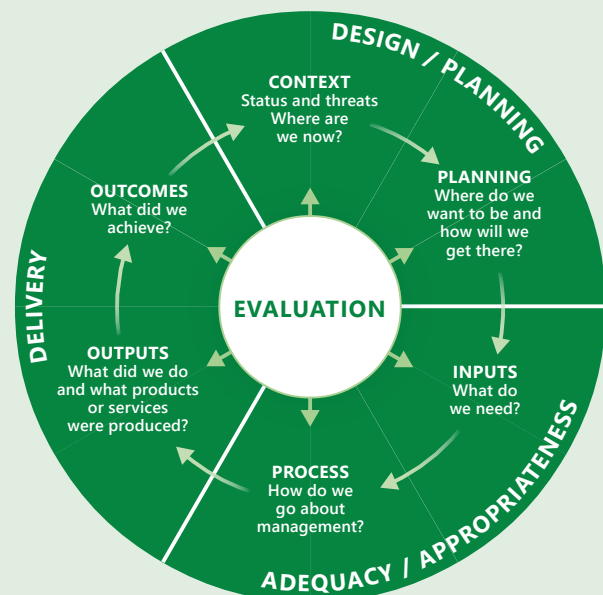 DESIGN / PLANNING
CONTEXT
Status and threats
Where are
we now?
PLANNING
Where do we
want to be and
how will we
get there?
OUTCOMES
What did we
achieve?
DELIVERY
EVALUATION
OUTPUTS
What did we do
and what products
or services
were produced?
INPUTS
What do
we need?
PROCESS
How do we
go about
management?
ADEQUACY / APPROPRIATENESS